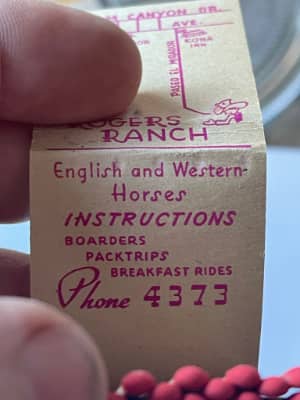 CANYON DR.
AVE.
CORA
INN
PASEO EL MIRADOR
ROGERS
RANCH
English and Western
Horses
INSTRUCTIONS
BOARDERS
PACKTRIPS
BREAKFAST RIDES
Phone 4373